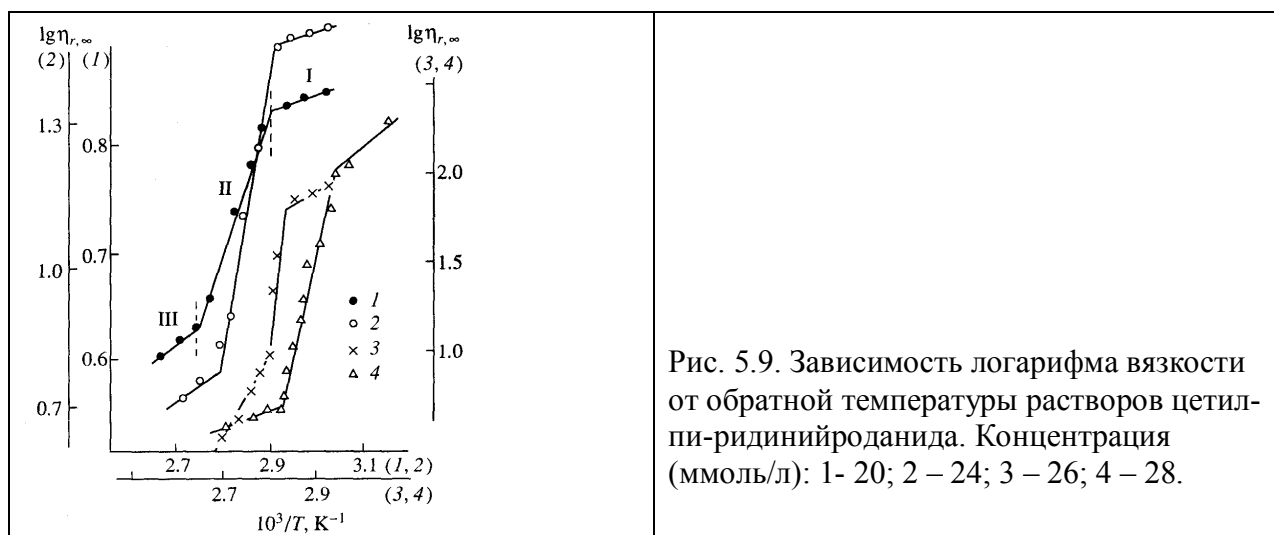 lgη_{r,∞} lgη_{r,∞}
(2) (1) (3, 4)
I
1.3
0.8
2.0
II
0.7
1.0
1.5
1
III
2
0.6
3
1.0
4
0.7
2.7 2.9 3.1 (1, 2)
2.7 2.9 (3, 4)
10³/T, K⁻¹
Рис. 5.9. Зависимость логарифма вязкости
от обратной температуры растворов цетил-
пи-ридинийроданида. Концентрация
(ммоль/л): 1- 20; 2 – 24; 3 – 26; 4 – 28.